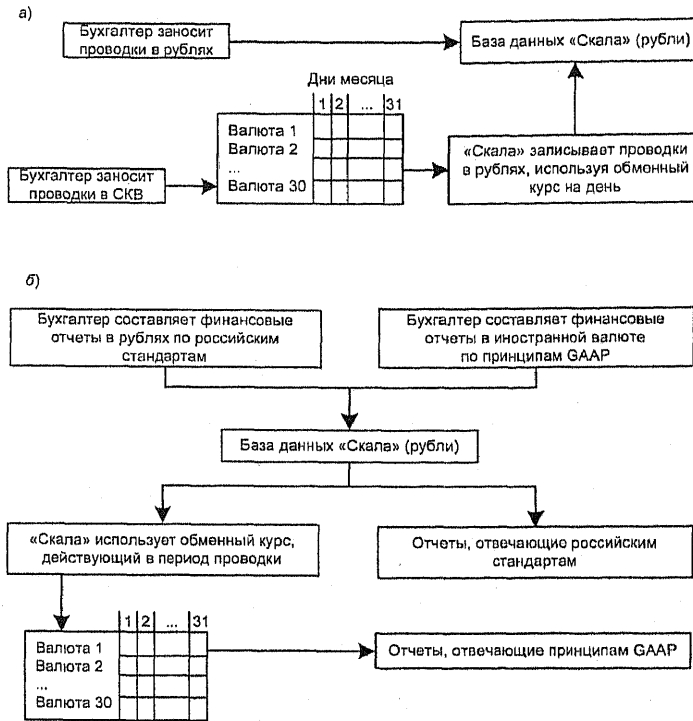 а)
Бухгалтер заносит
проводки в рублях
База данных «Скала» (рубли)
Дни месяца
1 2 ... 31
Валюта 1
Валюта 2
...
Валюта 30
Бухгалтер заносит
проводки в СКВ
«Скала» записывает проводки
в рублях, используя обменный
курс на день
б)
Бухгалтер составляет финансовые
отчеты в рублях по российским
стандартам
Бухгалтер составляет финансовые
отчеты в иностранной валюте
по принципам GAAP
База данных «Скала» (рубли)
«Скала» использует обменный курс,
действующий в период проводки
Отчеты, отвечающие российским
стандартам
1 2 ... 31
Валюта 1
Валюта 2
...
Валюта 30
Отчеты, отвечающие принципам GAAP